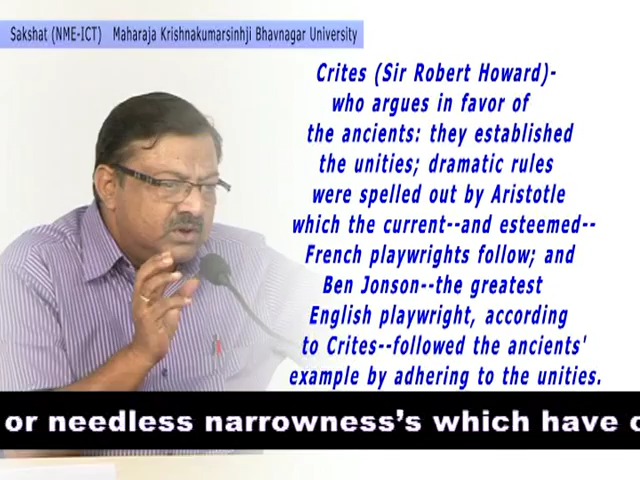 Sakshat (NME-ICT) Maharaja Krishnakumarsinhji Bhavnagar University
Crites (Sir Robert Howard)-
who argues in favor of
the ancients: they established
the unities; dramatic rules
were spelled out by Aristotle
which the current--and esteemed--
French playwrights follow; and
Ben Jonson--the greatest
English playwright, according
to Crites--followed the ancients'
example by adhering to the unities.
or needless narrowness’s which have